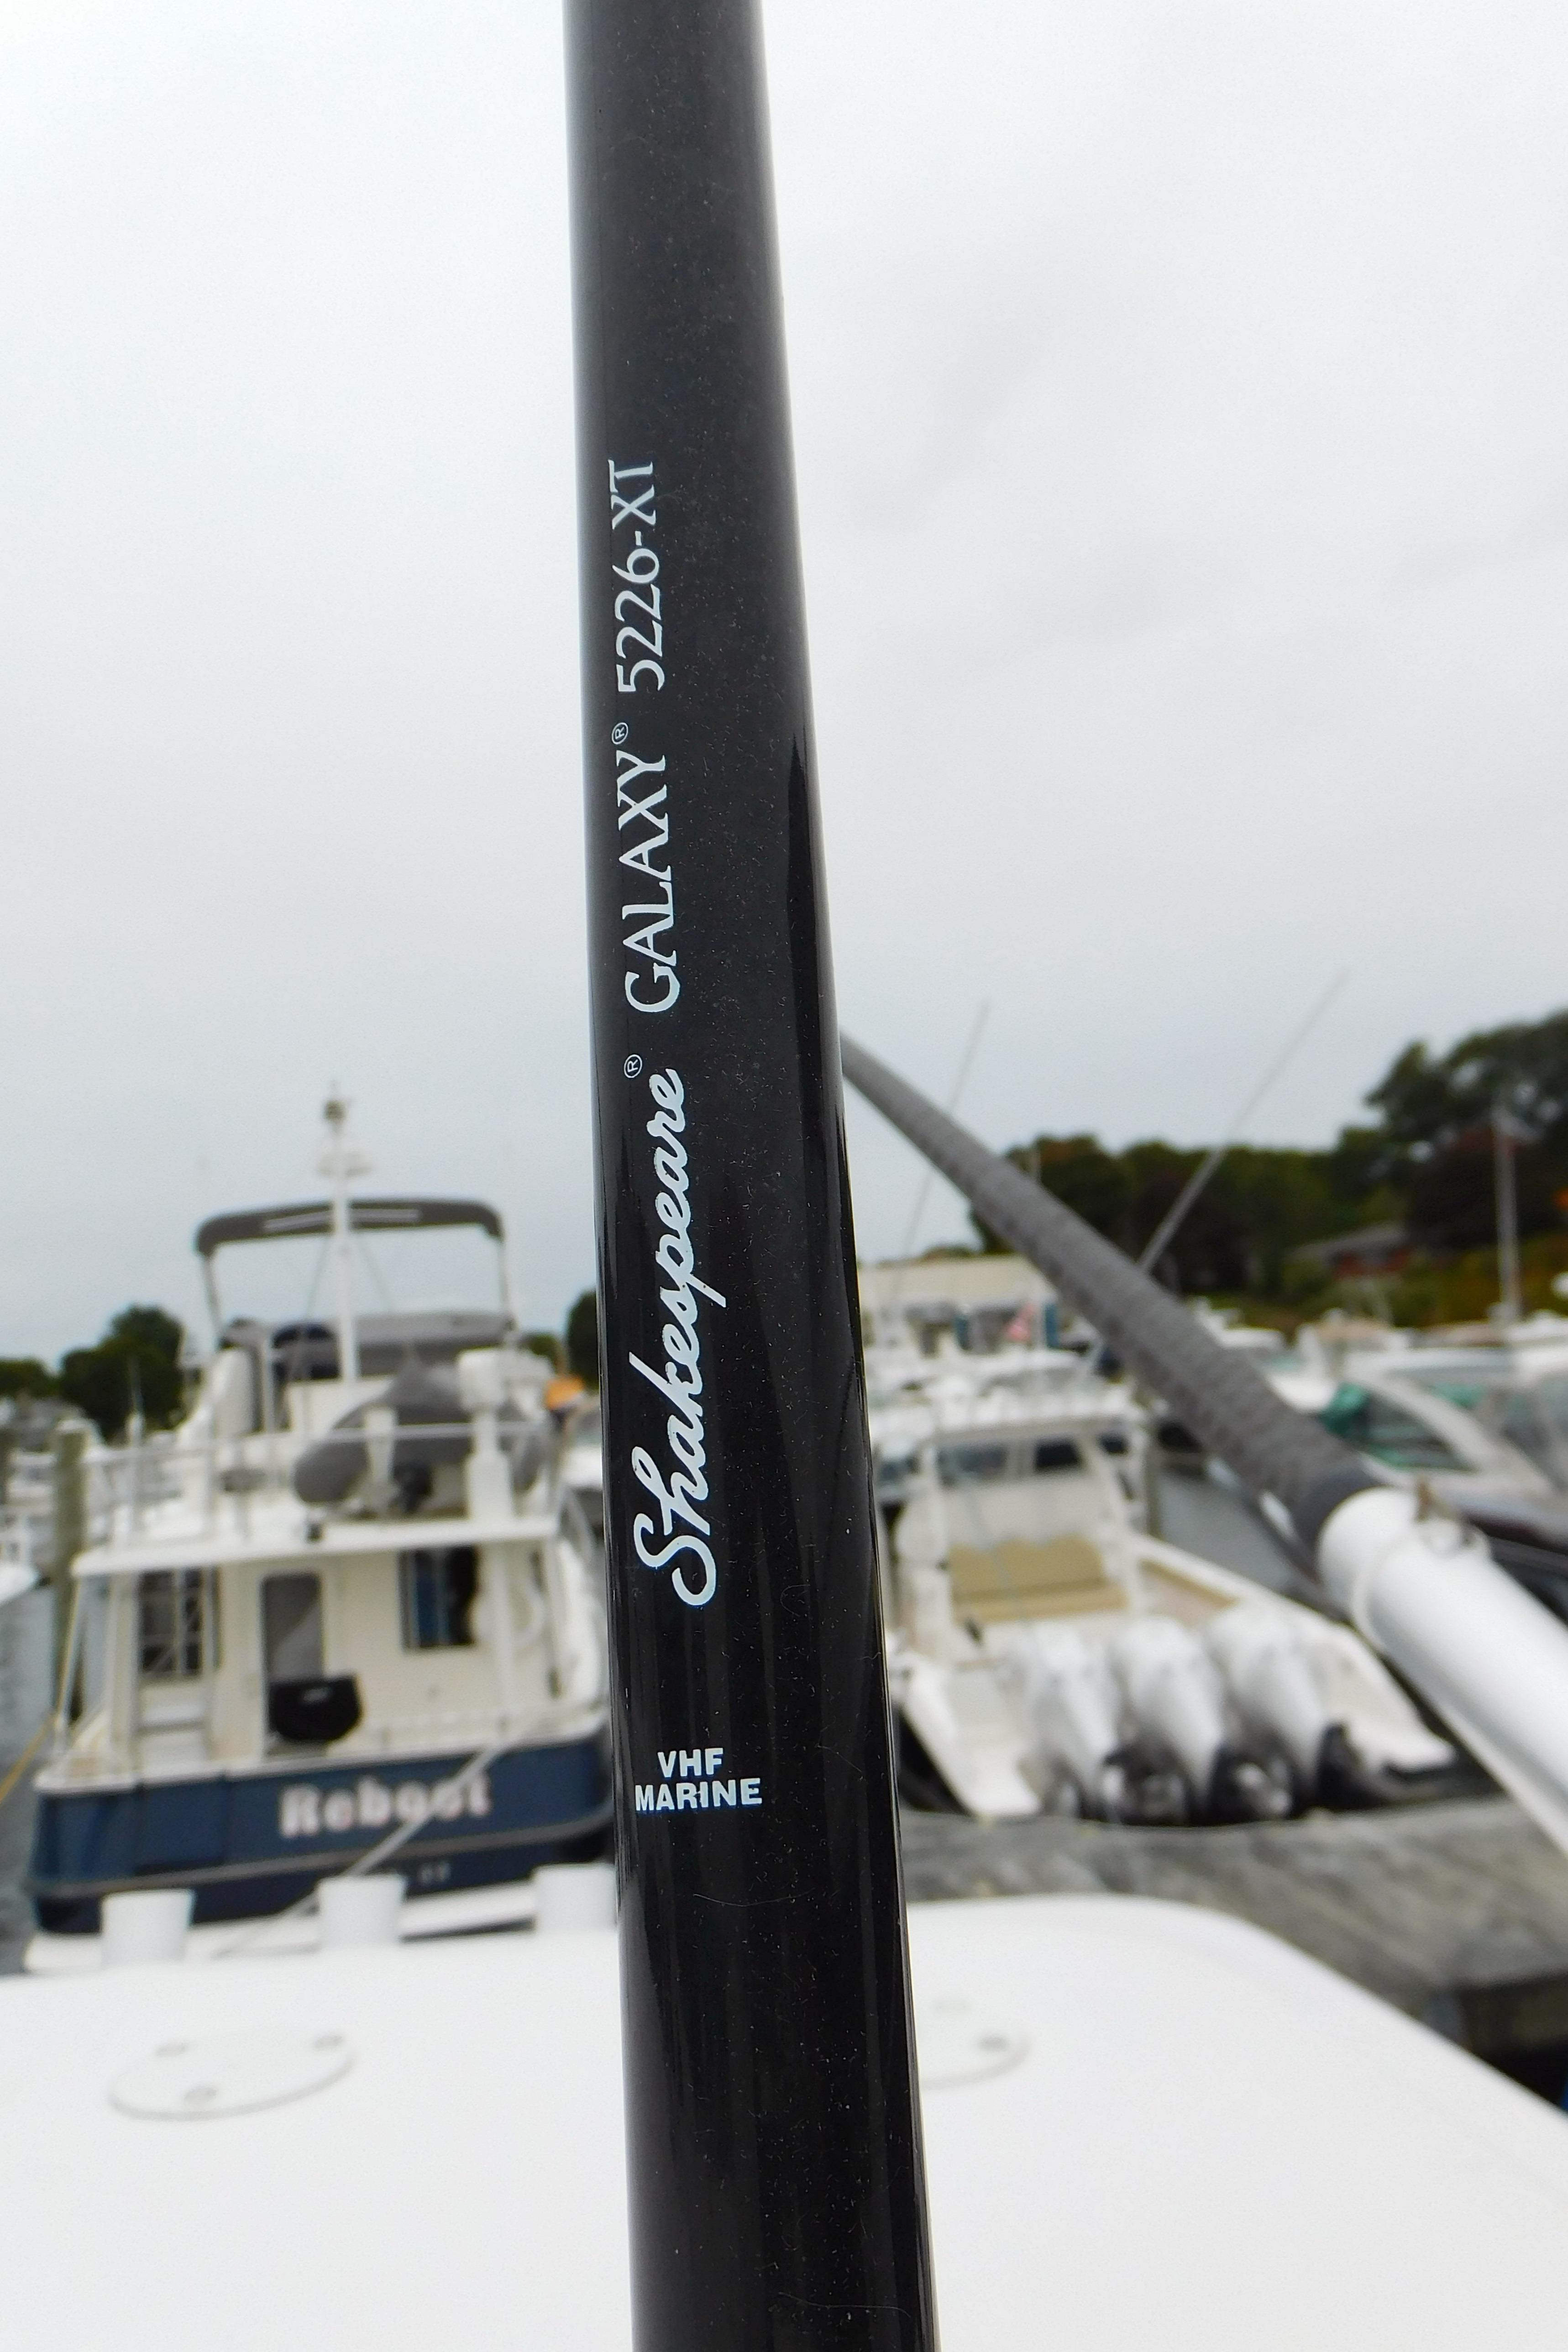 Shakespeare® GALAXY® 5226-XT
VHF
MARINE
Reboot